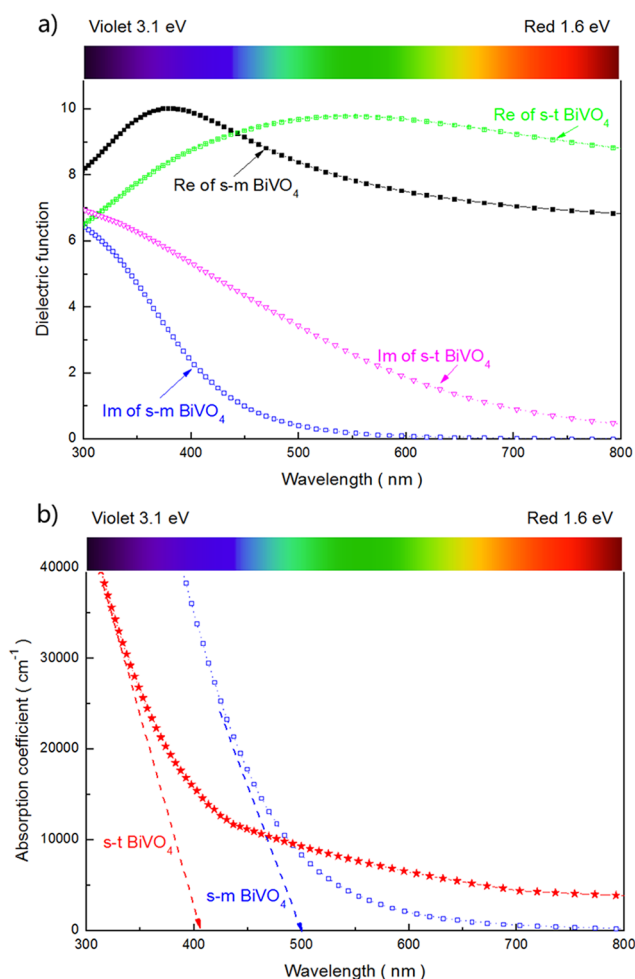 a)
Violet 3.1 eV Red 1.6 eV
10
8
6
4
2
0
Dielectric function
Re of s-t BiVO4
Re of s-m BiVO4
Im of s-t BiVO4
Im of s-m BiVO4
300 400 500 600 700 800
Wavelength ( nm )
b)
Violet 3.1 eV Red 1.6 eV
40000
30000
20000
10000
0
Absorption coefficient ( cm-1 )
s-t BiVO4
s-m BiVO4
300 400 500 600 700 800
Wavelength ( nm )